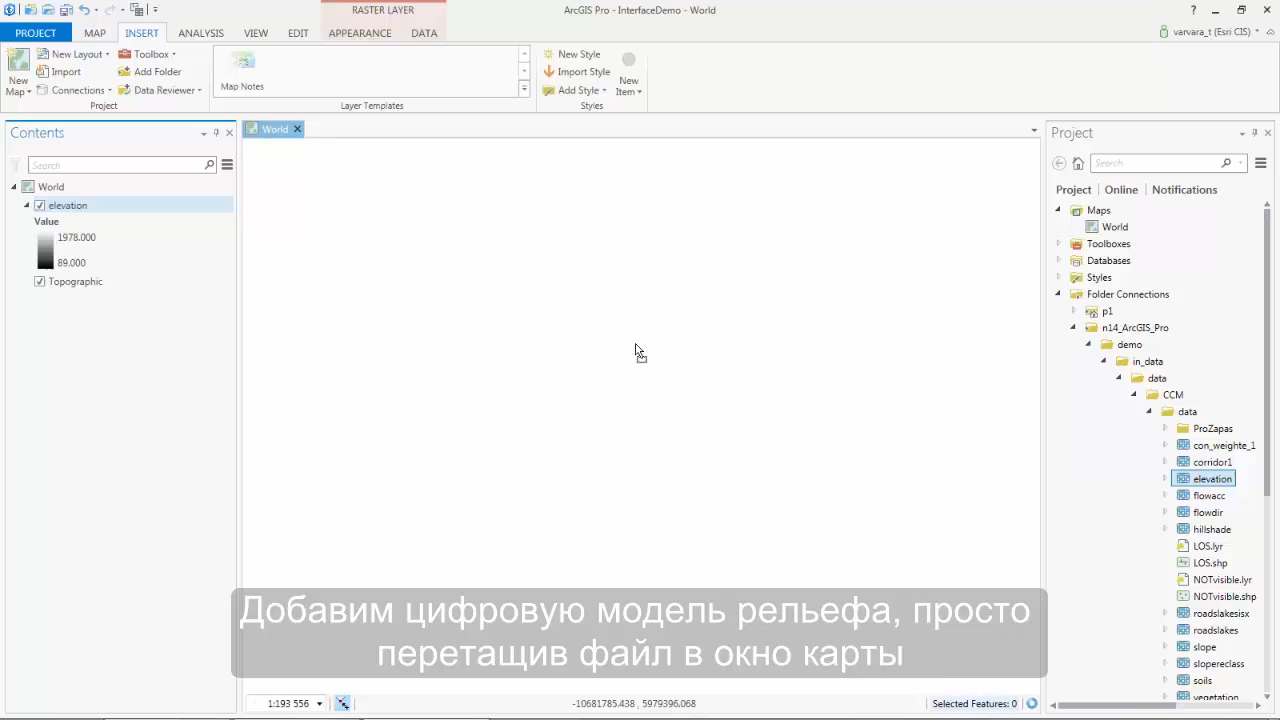 RASTER LAYER
ArcGIS Pro - InterfaceDemo - World
?
PROJECT MAP INSERT ANALYSIS VIEW EDIT APPEARANCE DATA
varvara_t (Esri CIS)
New Map
New Layout
Import
Connections
Toolbox
Add Folder
Data Reviewer
Project
Map Notes
Layer Templates
New Style
Import Style
Add Style
New Item
Styles
Contents
Search
World
elevation
Value
1978.000
89.000
Topographic
World
Project
Search
Project Online Notifications
Maps
World
Toolboxes
Databases
Styles
Folder Connections
p1
n14_ArcGIS_Pro
demo
in_data
data
CCM
data
ProZapas
con_weighte_1
corridor1
elevation
flowacc
flowdir
hillshade
LOS.lyr
LOS.shp
NOTvisible.lyr
NOTvisible.shp
roadslakesisx
roadslakes
slope
slopereclass
soils
vegetation
Добавим цифровую модель рельефа, просто
перетащив файл в окно карты
1:193 556
-10681785.438 , 5979396.068
Selected Features: 0